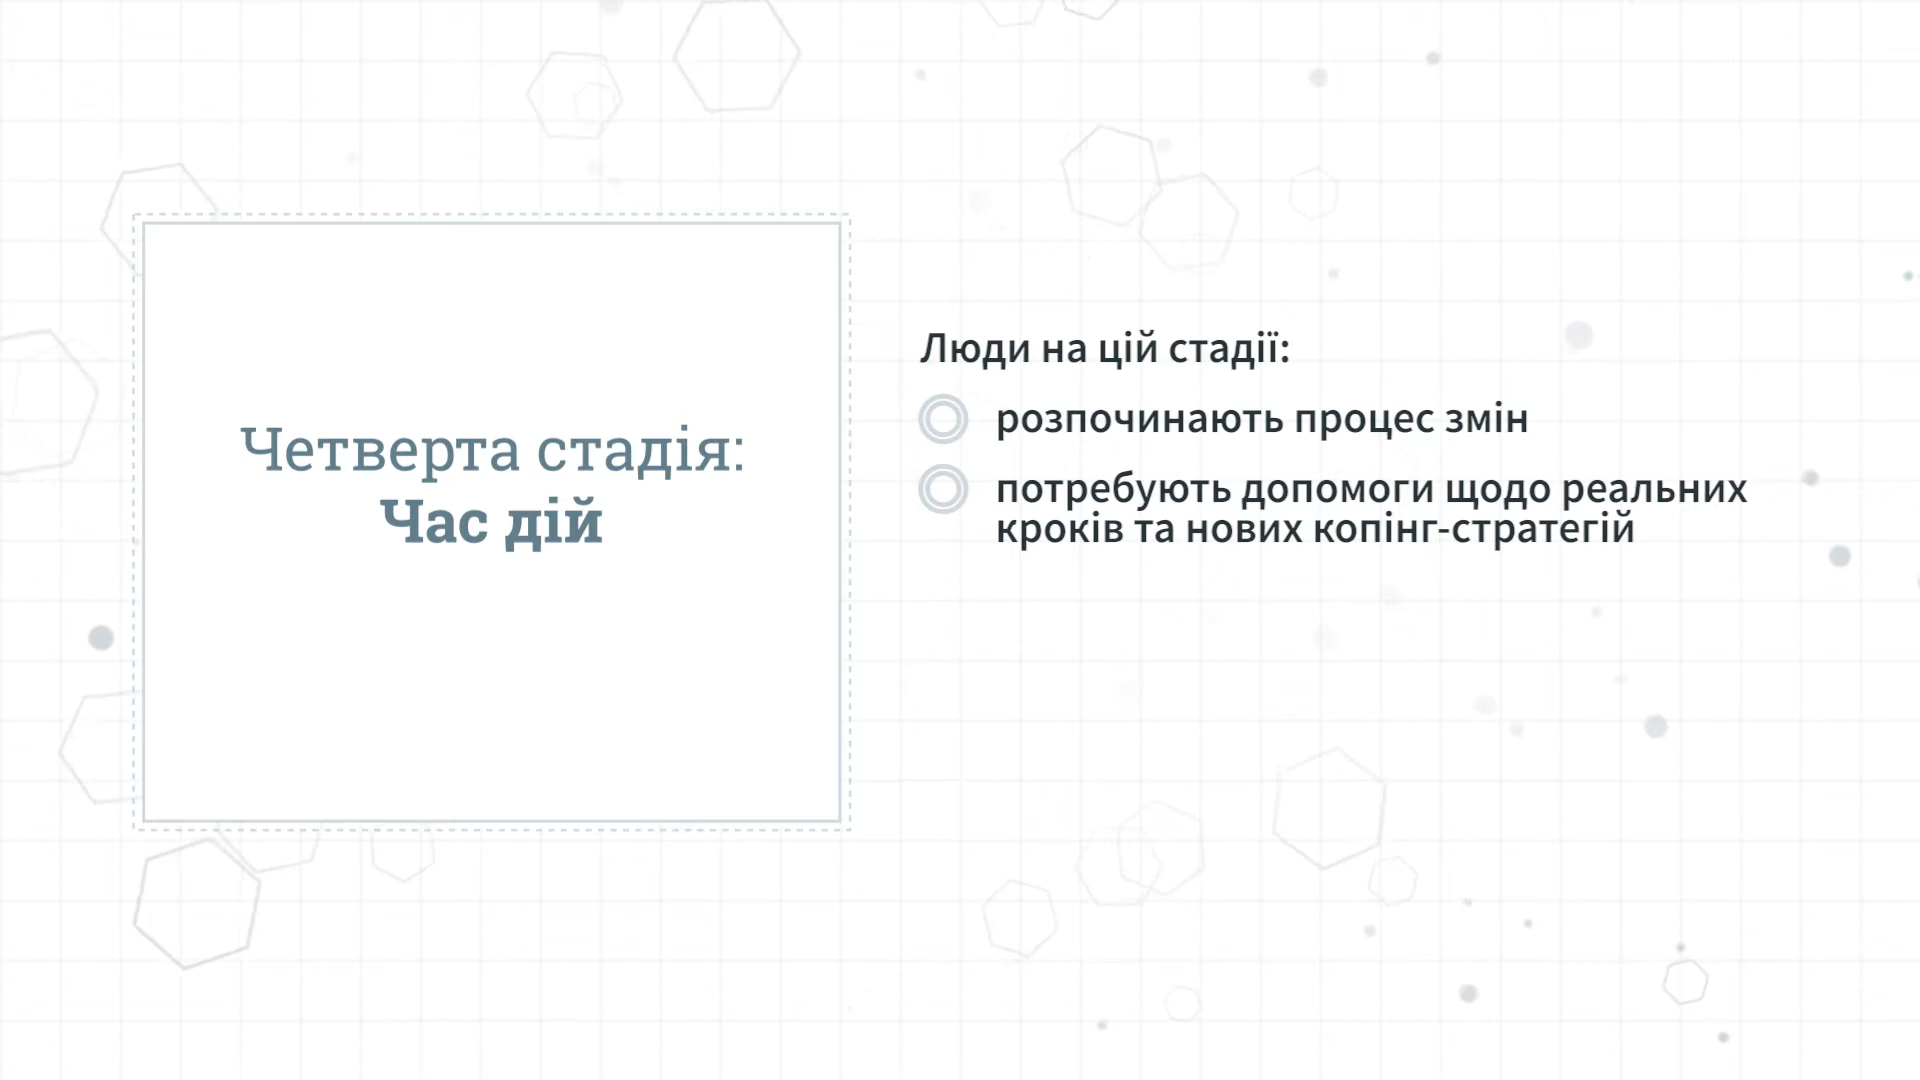 Четверта стадія:
Час дій
Люди на цій стадії:
розпочинають процес змін
потребують допомоги щодо реальних
кроків та нових копінг-стратегій